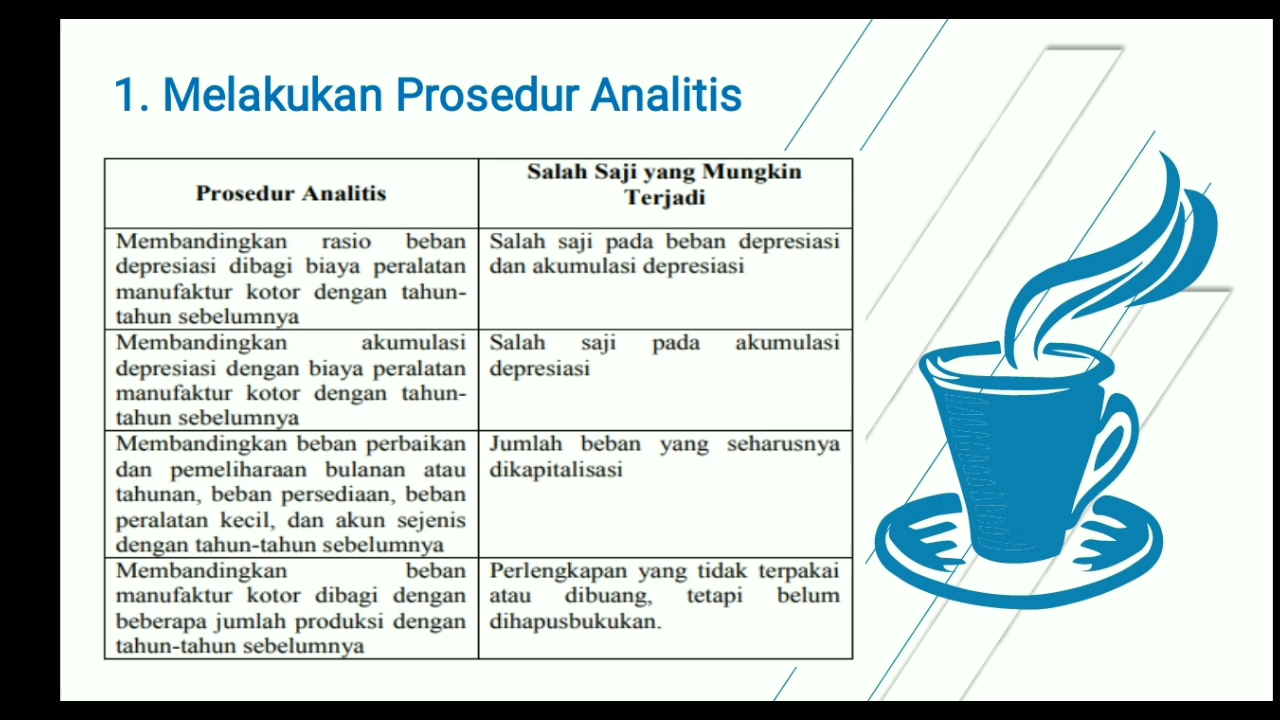 1. Melakukan Prosedur Analitis
Prosedur Analitis
Salah Saji yang Mungkin
Terjadi
Membandingkan rasio beban
depresiasi dibagi biaya peralatan
manufaktur kotor dengan tahun-
tahun sebelumnya
Salah saji pada beban depresiasi
dan akumulasi depresiasi
Membandingkan akumulasi
depresiasi dengan biaya peralatan
manufaktur kotor dengan tahun-
tahun sebelumnya
Salah saji pada akumulasi
depresiasi
Membandingkan beban perbaikan
dan pemeliharaan bulanan atau
tahunan, beban persediaan, beban
peralatan kecil, dan akun sejenis
dengan tahun-tahun sebelumnya
Jumlah beban yang seharusnya
dikapitalisasi
Membandingkan beban
manufaktur kotor dibagi dengan
beberapa jumlah produksi dengan
tahun-tahun sebelumnya
Perlengkapan yang tidak terpakai
atau dibuang, tetapi belum
dihapusbukukan.